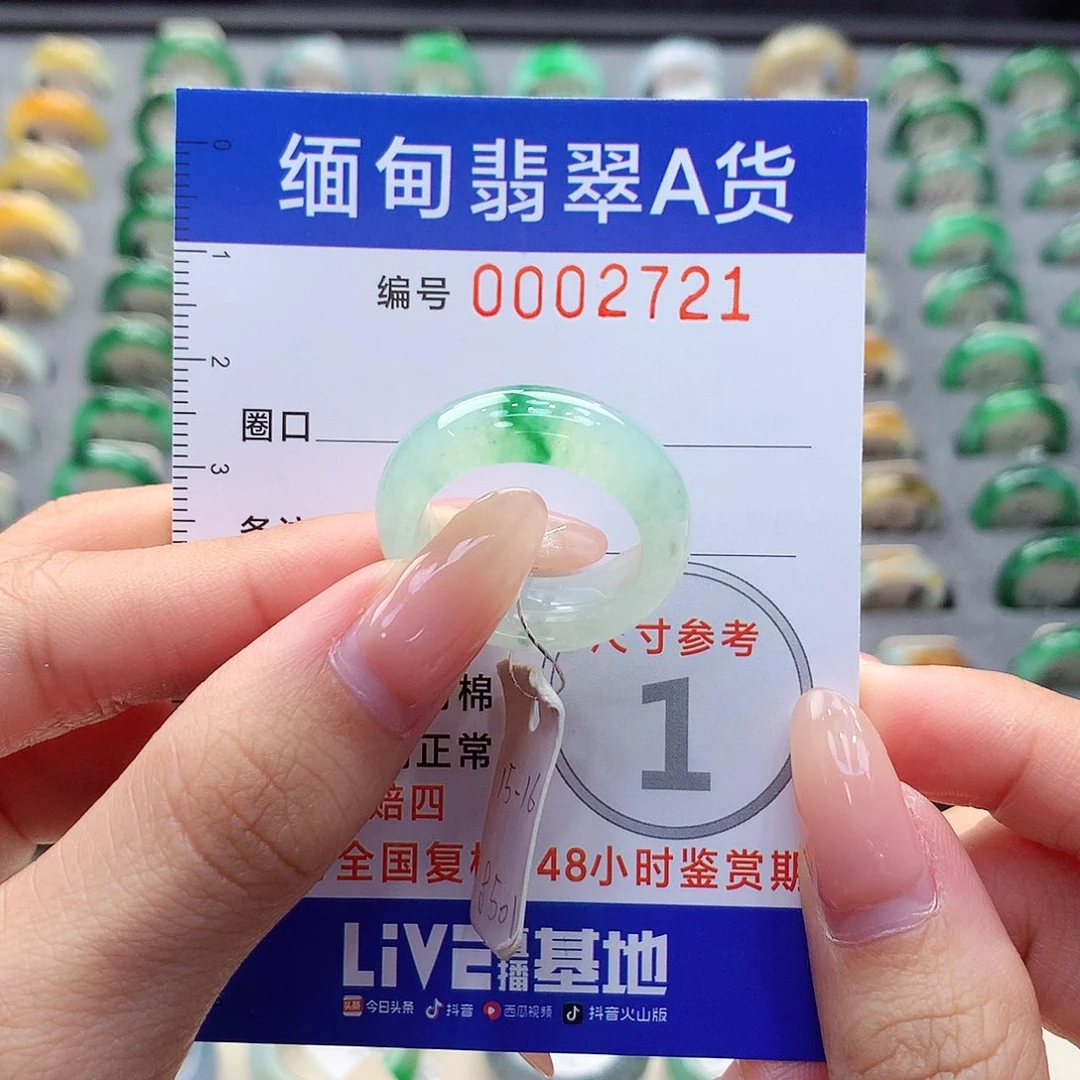 缅甸翡翠A货
编号 0002721
0
1
2
3
圈口
尺寸参考
1
棉
正常
赔四
全国复检 48小时鉴赏期
15-16
850
LiVE直播基地
头条 今日头条 抖音 西瓜视频 抖音火山版